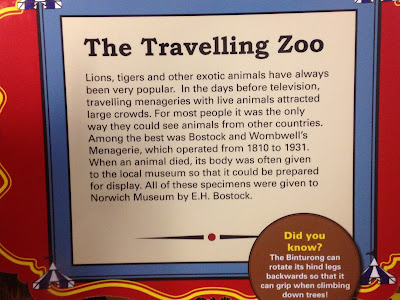 The Travelling Zoo
Lions, tigers and other exotic animals have always
been very popular.  In the days before television,
travelling menageries with live animals attracted
large crowds. For most people it was the only
way they could see animals from other countries.
Among the best was Bostock and Wombwell's
Menagerie, which operated from 1810 to 1931.
When an animal died, its body was often given
to the local museum so that it could be prepared
for display. All of these specimens were given to
Norwich Museum by E.H. Bostock.
Did you
know?
The Binturong can
rotate its hind legs
backwards so that it
can grip when climbing
down trees!